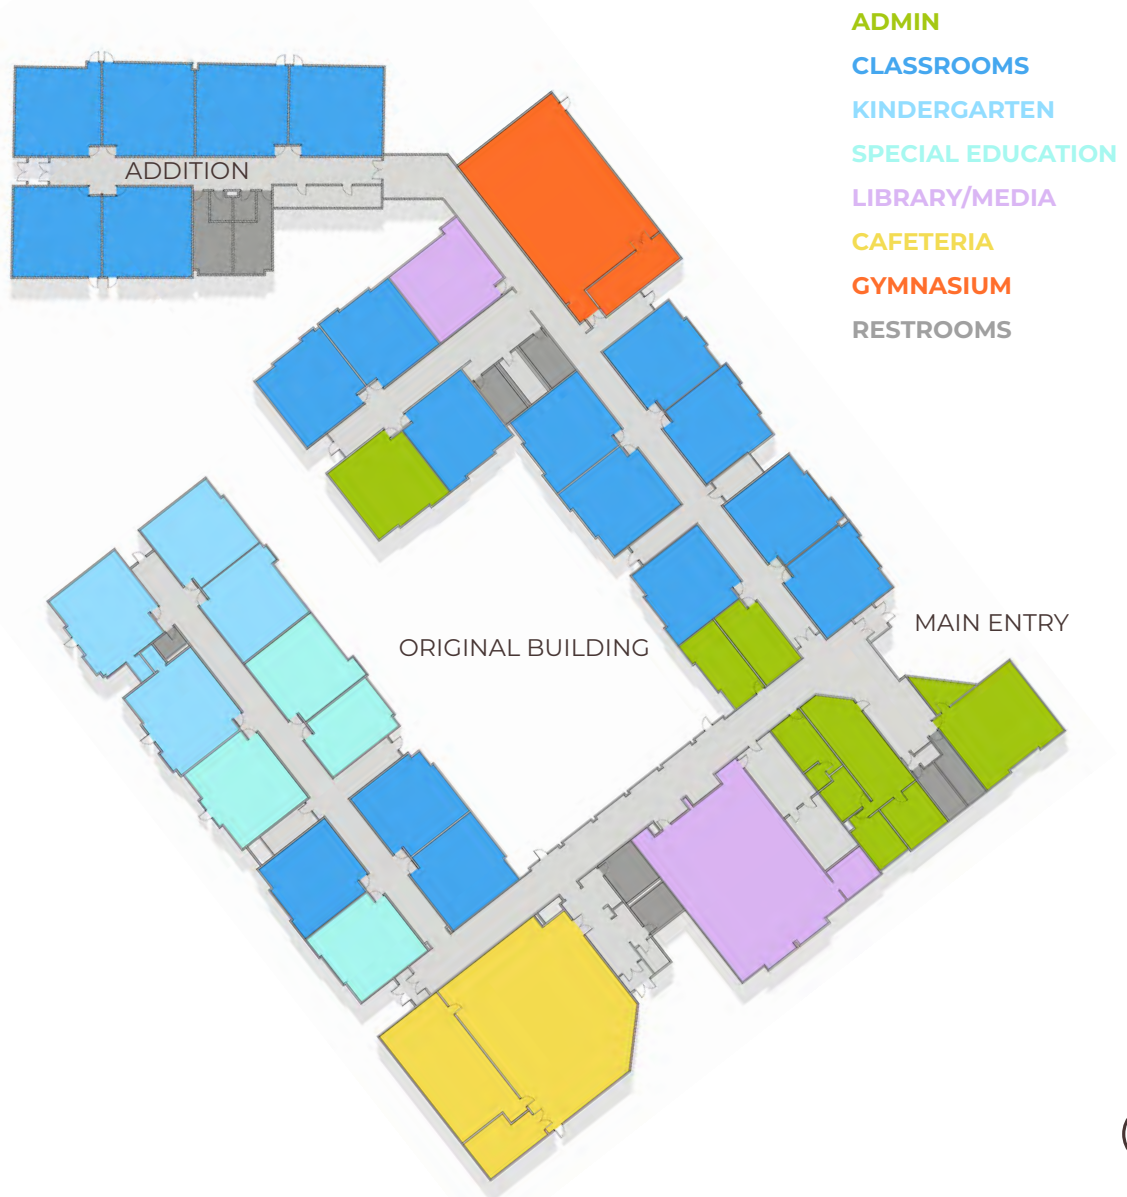 ADMIN
CLASSROOMS
KINDERGARTEN
SPECIAL EDUCATION
LIBRARY/MEDIA
CAFETERIA
GYMNASIUM
RESTROOMS
ADDITION
MAIN ENTRY
ORIGINAL BUILDING